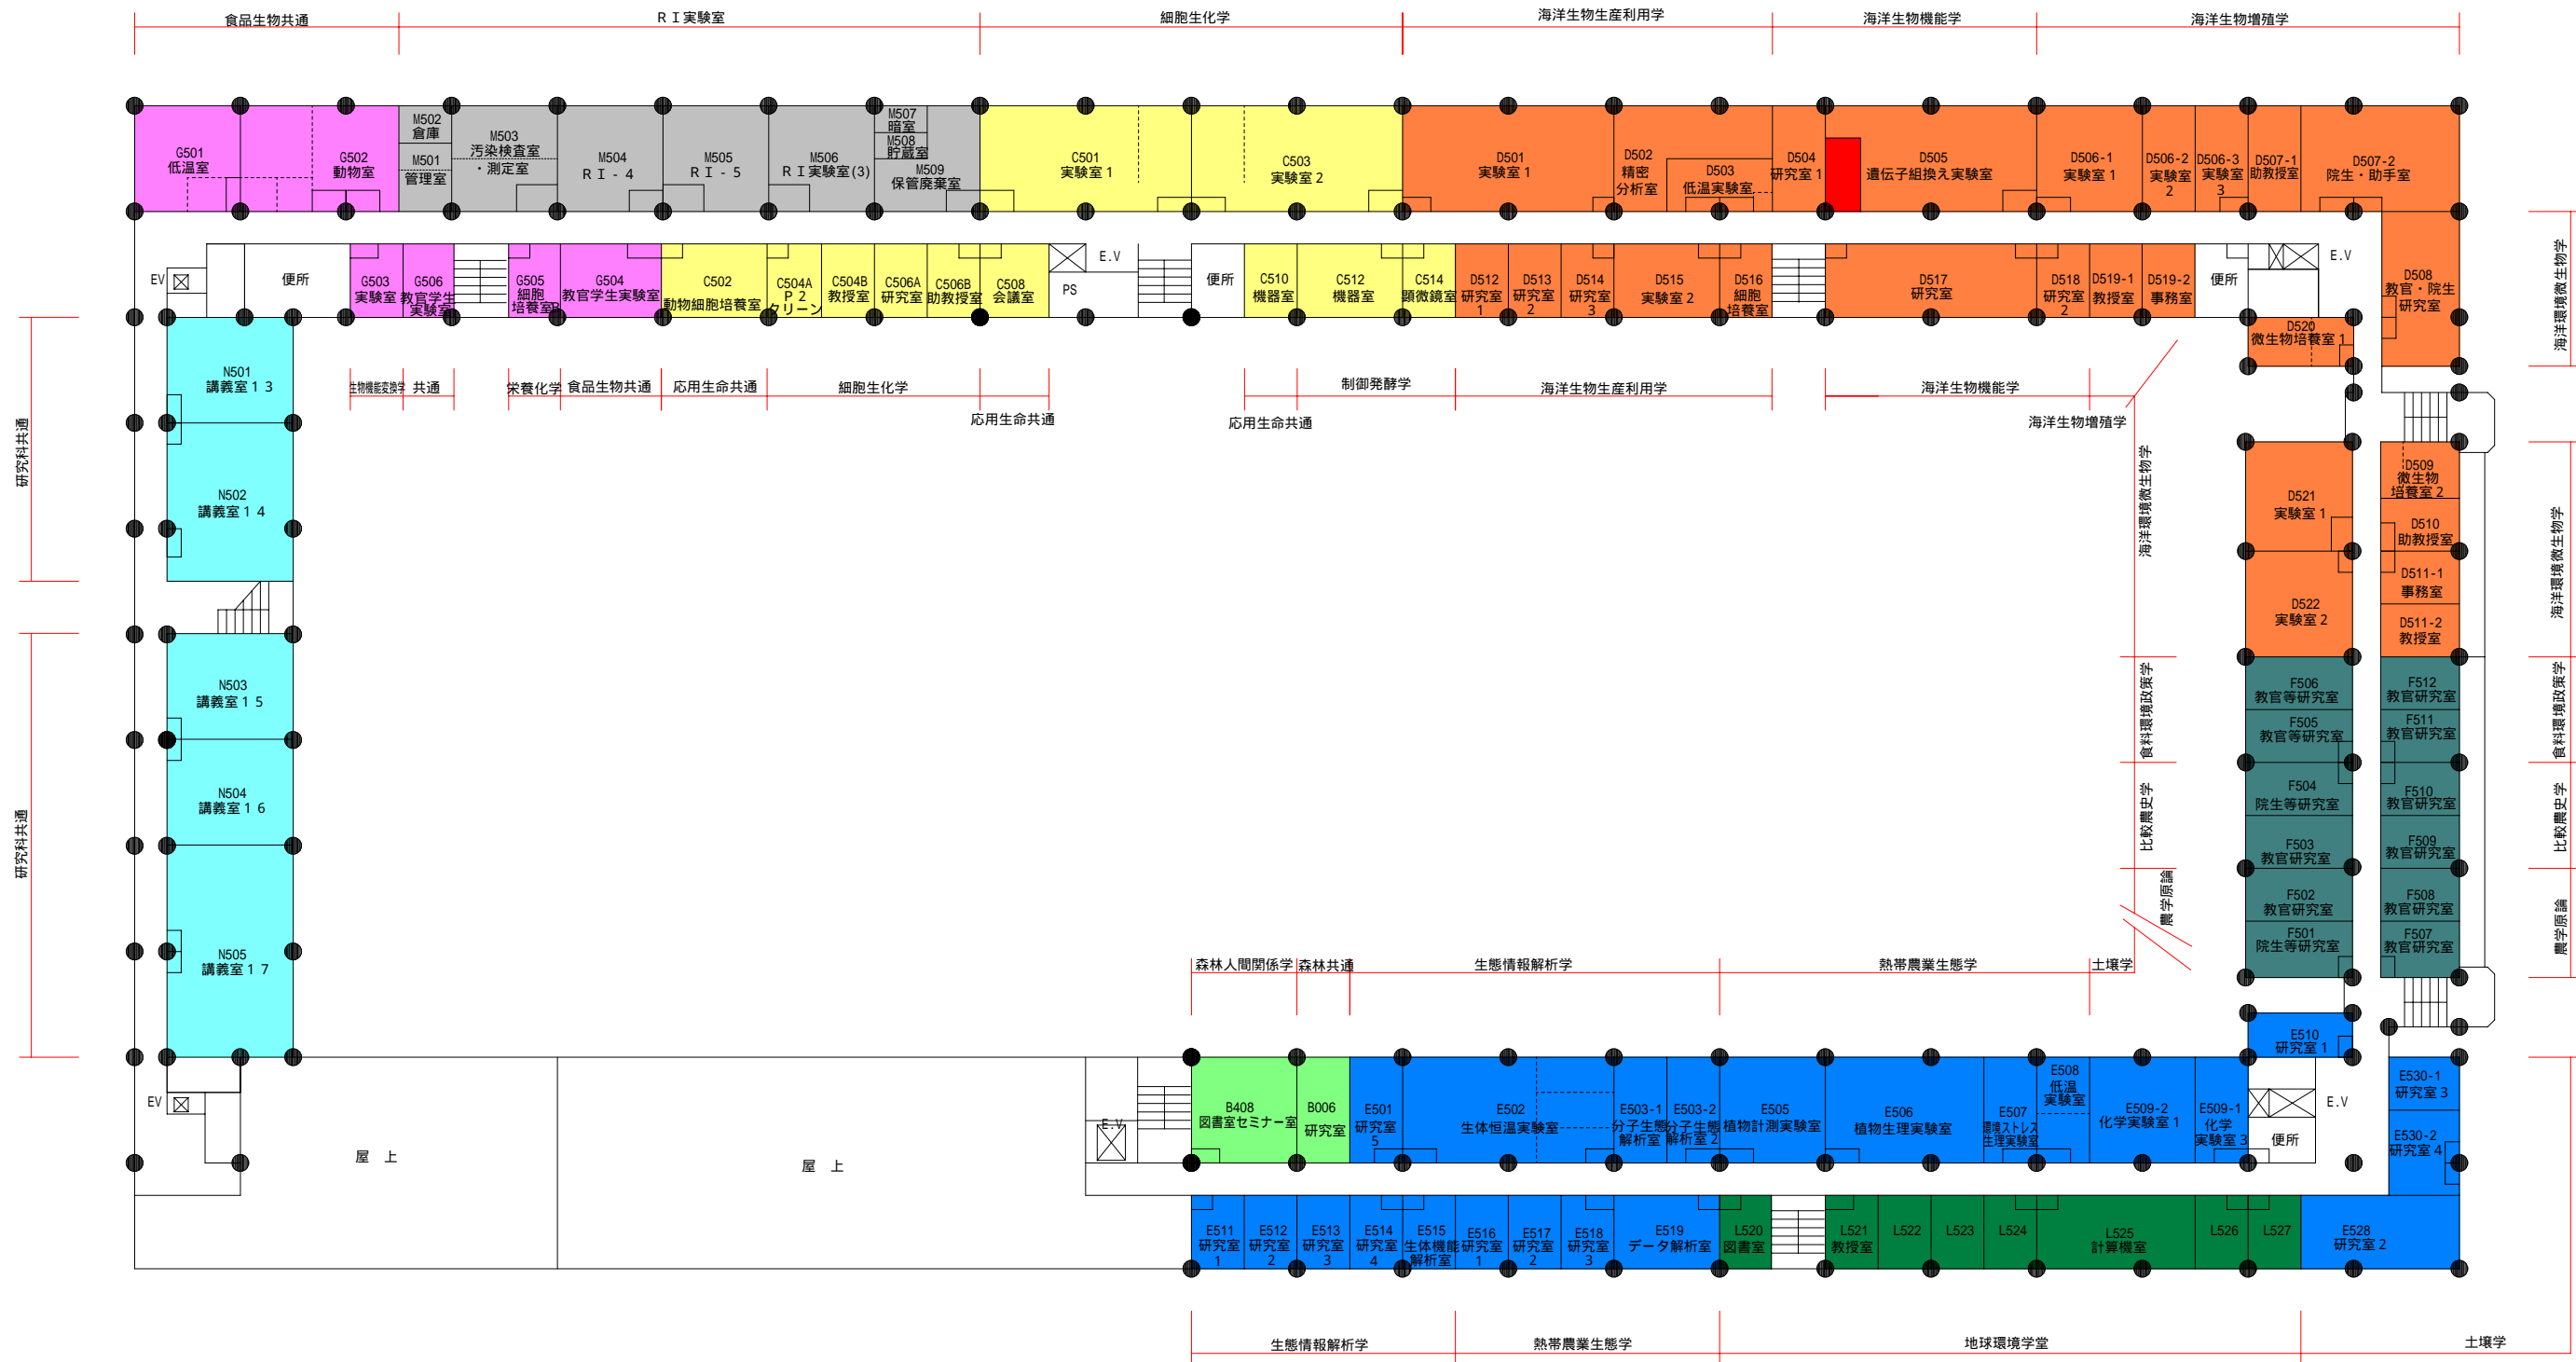 食品生物共通
ＲＩ実験室
細胞生化学
海洋生物生産利用学
海洋生物機能学
海洋生物増殖学
G501
低温室
G502
動物室
M502
倉庫
M501
管理室
M503
汚染検査室
・測定室
M504
ＲＩ-４
M505
ＲＩ-５
M506
ＲＩ実験室(3)
M507
暗室
M508
貯蔵室
M509
保管廃棄室
C501
実験室１
C503
実験室２
D501
実験室１
D502
精密
分析室
D503
低温実験室
D504
研究室１
D505
遺伝子組換え実験室
D506-1
実験室１
D506-2
実験室
２
D506-3
実験室
３
D507-1
助教授室
D507-2
院生・助手室
EV
便所
G503
実験室
G506
教官学生
実験室
G505
細胞
培養室B
G504
教官学生実験室
C502
動物細胞培養室
C504A
Ｐ２
クリーン
C504B
教授室
C506A
研究室
C506B
助教授室
C508
会議室
E.V
PS
便所
C510
機器室
C512
機器室
C514
顕微鏡室
D512
研究室
1
D513
研究室
2
D514
研究室
3
D515
実験室２
D516
細胞
培養室
D517
研究室
D518
研究室
2
D519-1
教授室
D519-2
事務室
便所
E.V
D508
教官・院生
研究室
D520
微生物培養室１
海洋環境微生物学
生物機能変換学
共通
栄養化学
食品生物共通
応用生命共通
細胞生化学
応用生命共通
応用生命共通
制御発酵学
海洋生物生産利用学
海洋生物機能学
海洋生物増殖学
研究科共通
N501
講義室１３
N502
講義室１４
海洋環境微生物学
D521
実験室１
D522
実験室２
D509
微生物
培養室２
D510
助教授室
D511-1
事務室
D511-2
教授室
海洋環境微生物学
研究科共通
N503
講義室１５
N504
講義室１６
N505
講義室１７
食料環境政策学
F506
教官等研究室
F505
教官等研究室
F512
教官研究室
F511
教官研究室
食料環境政策学
比較農史学
F504
院生等研究室
F503
教官研究室
F510
教官研究室
F509
教官研究室
比較農史学
農学原論
F502
教官研究室
F501
院生等研究室
F508
教官研究室
F507
教官研究室
農学原論
森林人間関係学
森林共通
生態情報解析学
熱帯農業生態学
土壌学
E510
研究室１
EV
屋　上
屋　上
E.V
B408
図書室セミナー室
B006
研究室
E501
研究室
5
E502
生体恒温実験室
E503-1
分子生態
解析室
E503-2
分子生態
解析室２
E505
植物計測実験室
E506
植物生理実験室
E507
環境ストレス
生理実験室
E508
低温
実験室
E509-2
化学実験室１
E509-1
化学
実験室３
便所
E.V
E530-1
研究室３
E530-2
研究室４
E511
研究室
1
E512
研究室
2
E513
研究室
3
E514
研究室
4
E515
生体機能
解析室
E516
研究室
1
E517
研究室
2
E518
研究室
3
E519
データ解析室
L520
図書室
L521
教授室
L522
L523
L524
L525
計算機室
L526
L527
E528
研究室２
生態情報解析学
熱帯農業生態学
地球環境学堂
土壌学